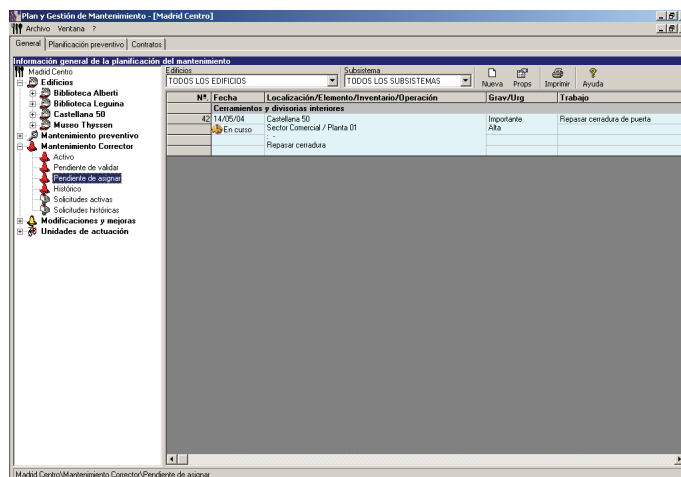 Plan y Gestión de Mantenimiento - [Madrid Centro]
Archivo Ventana ?
General Planificación preventivo Contratos
Información general de la planificación del mantenimiento
Madrid Centro
Edificios
Biblioteca Alberti
Biblioteca Leguina
Castellana 50
Museo Thyssen
Mantenimiento preventivo
Mantenimiento Corrector
Activo
Pendiente de validar
Pendiente de asignar
Histórico
Solicitudes activas
Solicitudes históricas
Modificaciones y mejoras
Unidades de actuación
Edificios Subsistema
TODOS LOS EDIFICIOS TODOS LOS SUBSISTEMAS
Nueva Props Imprimir Ayuda
Nº. Fecha Localización/Elemento/Inventario/Operación Grav/Urg Trabajo
Cerramientos y divisorias interiores
42 14/05/04 Castellana 50 Importante Repasar cerradura de puerta
En curso Sector Comercial / Planta 01 Alta
: -
Repasar cerradura
Madrid Centro\Mantenimiento Corrector\Pendiente de asignar